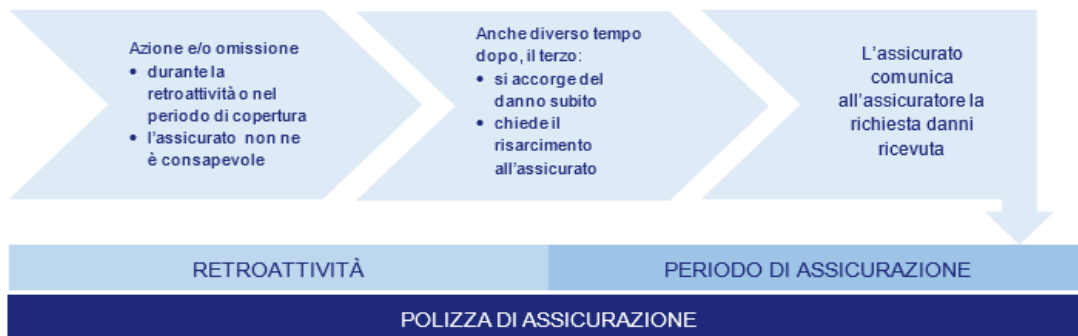 Azione e/o omissione
• durante la
retroattività o nel
periodo di copertura
• l'assicurato non ne
è consapevole
Anche diverso tempo
dopo, il terzo:
• si accorge del
danno subito
• chiede il
risarcimento
all'assicurato
L'assicurato
comunica
all'assicuratore la
richiesta danni
ricevuta
RETROATTIVITÀ
PERIODO DI ASSICURAZIONE
POLIZZA DI ASSICURAZIONE